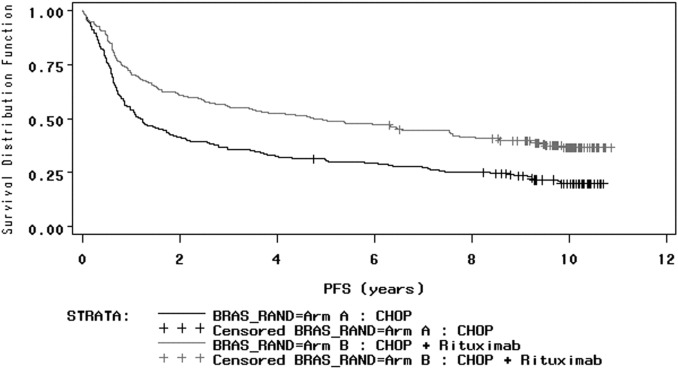 Survival Distribution Function
1.00
0.75
0.50
0.25
0.00
0 2 4 6 8 10 12
PFS (years)
STRATA: BRAS_RAND=Arm A : CHOP
+ + + Censored BRAS_RAND=Arm A : CHOP
BRAS_RAND=Arm B : CHOP + Rituximab
+ + + Censored BRAS_RAND=Arm B : CHOP + Rituximab